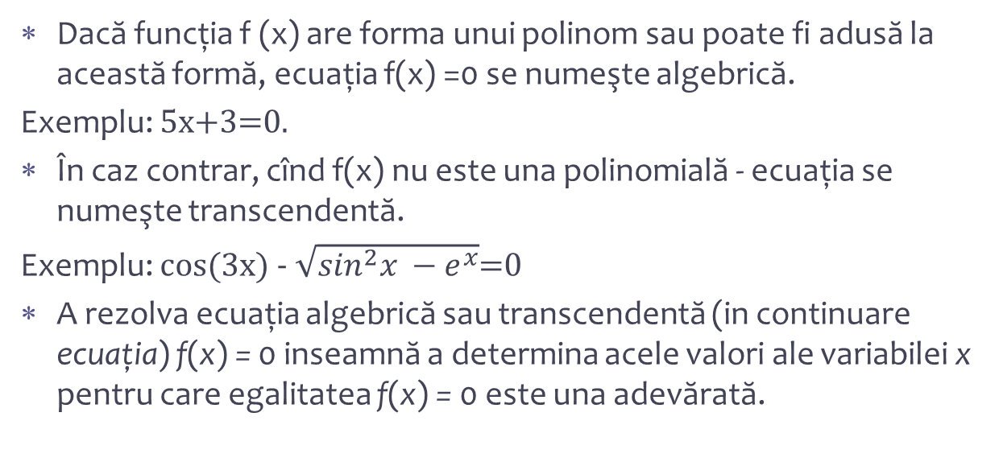 * Dacă funcția f (x) are forma unui polinom sau poate fi adusă la
această formă, ecuația f(x) =0 se numeşte algebrică.
Exemplu: 5x+3=0.
* În caz contrar, cînd f(x) nu este una polinomială - ecuația se
numeşte transcendentă.
Exemplu: cos(3x) - √(sin²x − eˣ)=0
* A rezolva ecuația algebrică sau transcendentă (in continuare
ecuația) f(x) = 0 inseamnă a determina acele valori ale variabilei x
pentru care egalitatea f(x) = 0 este una adevărată.